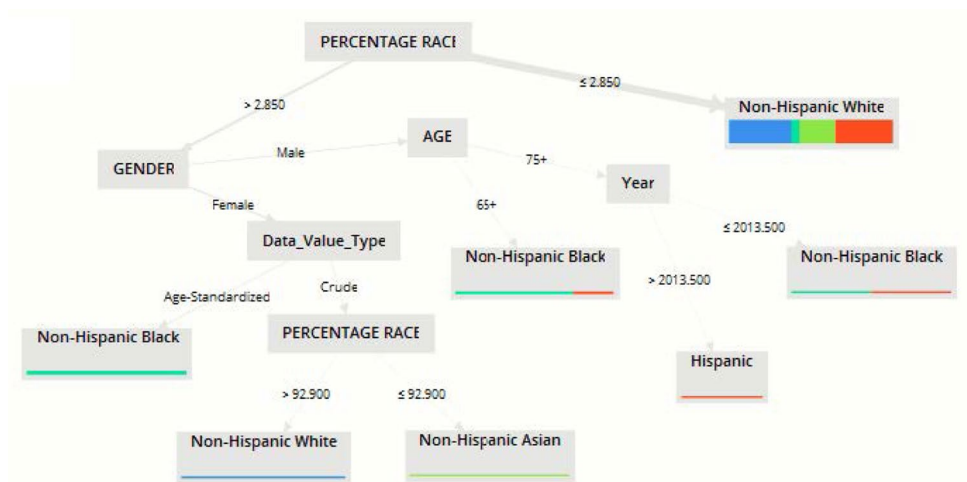 PERCENTAGE RACE
≤ 2.850
> 2.850
Non-Hispanic White
AGE
Male
75+
GENDER
Year
Female
65+
≤ 2013.500
Data_Value_Type
Non-Hispanic Black
Non-Hispanic Black
Crude
> 2013.500
Age-Standardized
Non-Hispanic Black
PERCENTAGE RACE
Hispanic
> 92.900
≤ 92.900
Non-Hispanic White
Non-Hispanic Asian